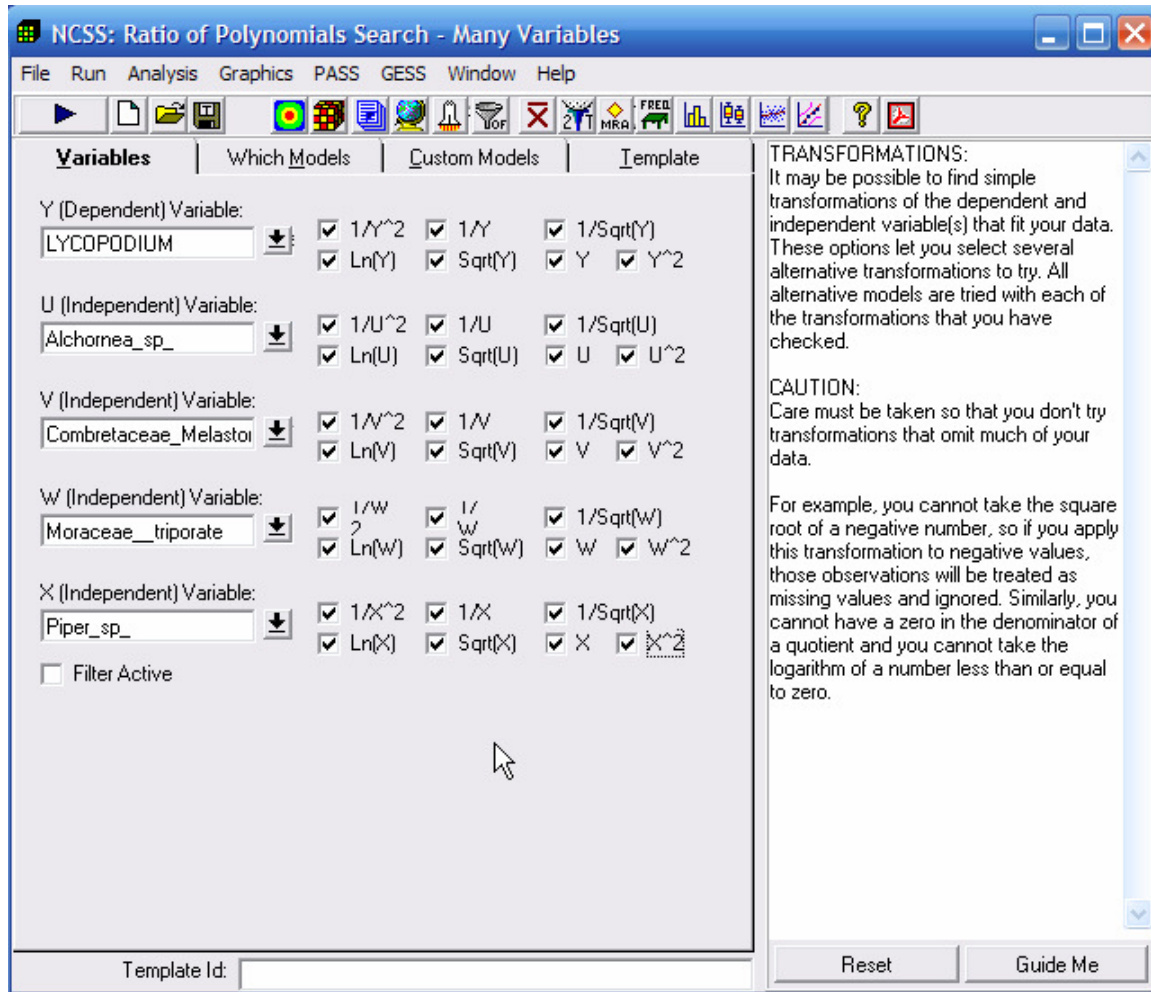 NCSS: Ratio of Polynomials Search - Many Variables
File Run Analysis Graphics PASS GESS Window Help
TOF 2 T MRA FREQ ?
Variables Which Models Custom Models Template
Y (Dependent) Variable:
LYCOPODIUM
1/Y^2 1/Y 1/Sqrt(Y)
Ln(Y) Sqrt(Y) Y Y^2
U (Independent) Variable:
Alchornea_sp_
1/U^2 1/U 1/Sqrt(U)
Ln(U) Sqrt(U) U U^2
V (Independent) Variable:
Combretaceae_Melastor
1/V^2 1/V 1/Sqrt(V)
Ln(V) Sqrt(V) V V^2
W (Independent) Variable:
Moraceae__triporate
1/W 1/ 1/Sqrt(W)
2 W
Ln(W) Sqrt(W) W W^2
X (Independent) Variable:
Piper_sp_
1/X^2 1/X 1/Sqrt(X)
Ln(X) Sqrt(X) X X^2
Filter Active
Template Id:
TRANSFORMATIONS:
It may be possible to find simple
transformations of the dependent and
independent variable(s) that fit your data.
These options let you select several
alternative transformations to try. All
alternative models are tried with each of
the transformations that you have
checked.
CAUTION:
Care must be taken so that you don't try
transformations that omit much of your
data.
For example, you cannot take the square
root of a negative number, so if you apply
this transformation to negative values,
those observations will be treated as
missing values and ignored. Similarly, you
cannot have a zero in the denominator of
a quotient and you cannot take the
logarithm of a number less than or equal
to zero.
Reset Guide Me